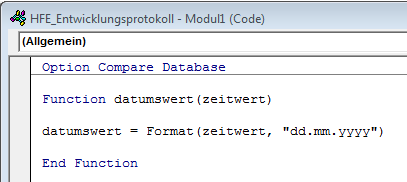 HFE_Entwicklungsprotokoll - Modul1 (Code)
(Allgemein)
Option Compare Database
Function datumswert(zeitwert)
datumswert = Format(zeitwert, "dd.mm.yyyy")
End Function